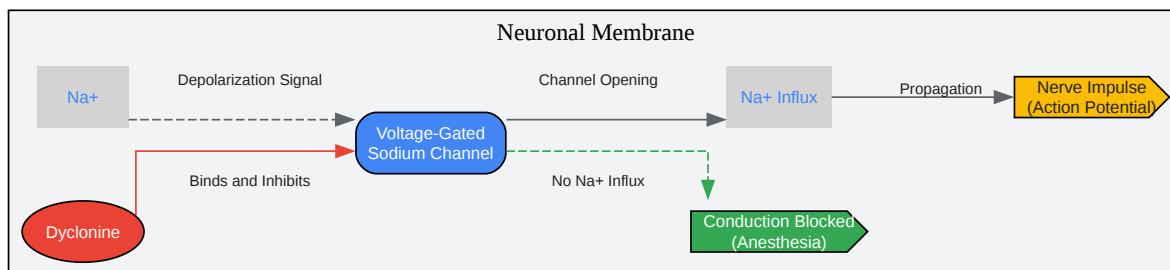 Neuronal Membrane
Depolarization Signal
Channel Opening
Na+
Na+ Influx
Propagation
Nerve Impulse
(Action Potential)
Voltage-Gated
Sodium Channel
Binds and Inhibits
No Na+ Influx
Dyclonine
Conduction Blocked
(Anesthesia)